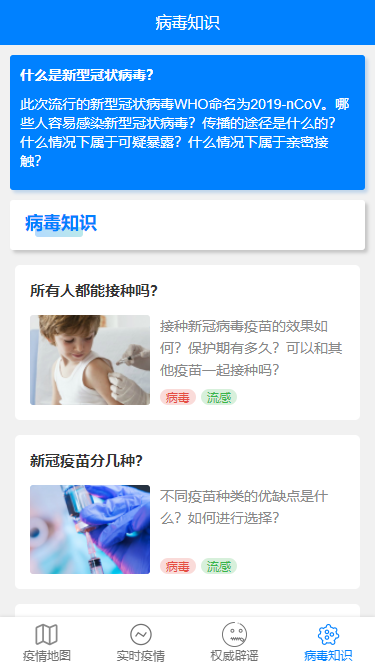 病毒知识
什么是新型冠状病毒？
此次流行的新型冠状病毒WHO命名为2019-nCoV。哪
些人容易感染新型冠状病毒？传播的途径是什么的？
什么情况下属于可疑暴露？什么情况下属于亲密接
触？
病毒知识
所有人都能接种吗？
接种新冠病毒疫苗的效果如
何？保护期有多久？可以和其
他疫苗一起接种吗？
病毒 流感
新冠疫苗分几种？
不同疫苗种类的优缺点是什
么？如何进行选择？
病毒 流感
疫情地图 实时疫情 权威辟谣 病毒知识